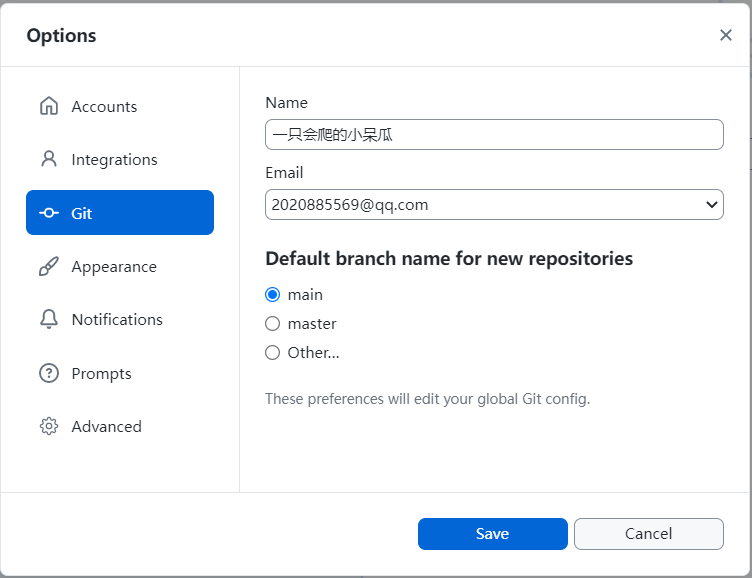 Options
Accounts
Integrations
Git
Appearance
Notifications
Prompts
Advanced
Name
一只会爬的小呆瓜
Email
2020885569@qq.com
Default branch name for new repositories
main
master
Other...
These preferences will edit your global Git config.
Save
Cancel